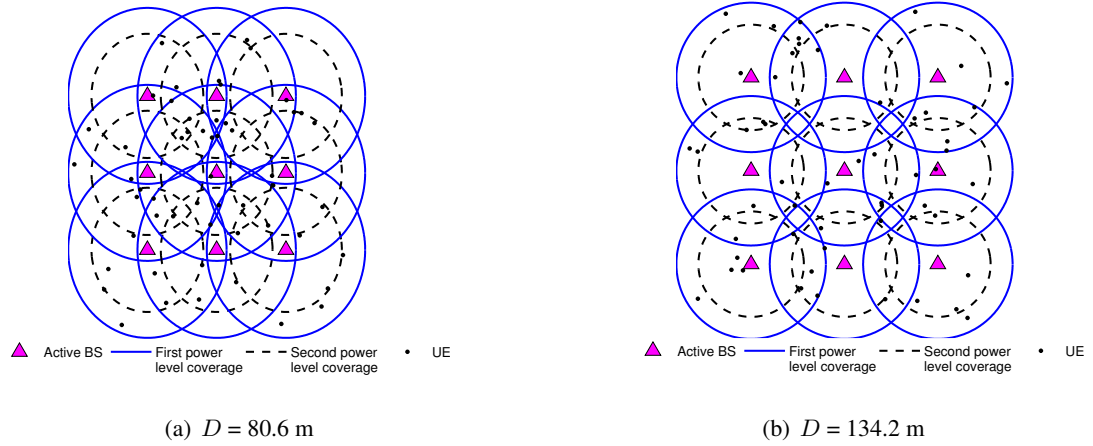 Active BS
First power
level coverage
Second power
level coverage
UE
Active BS
First power
level coverage
Second power
level coverage
UE
(a) D = 80.6 m
(b) D = 134.2 m